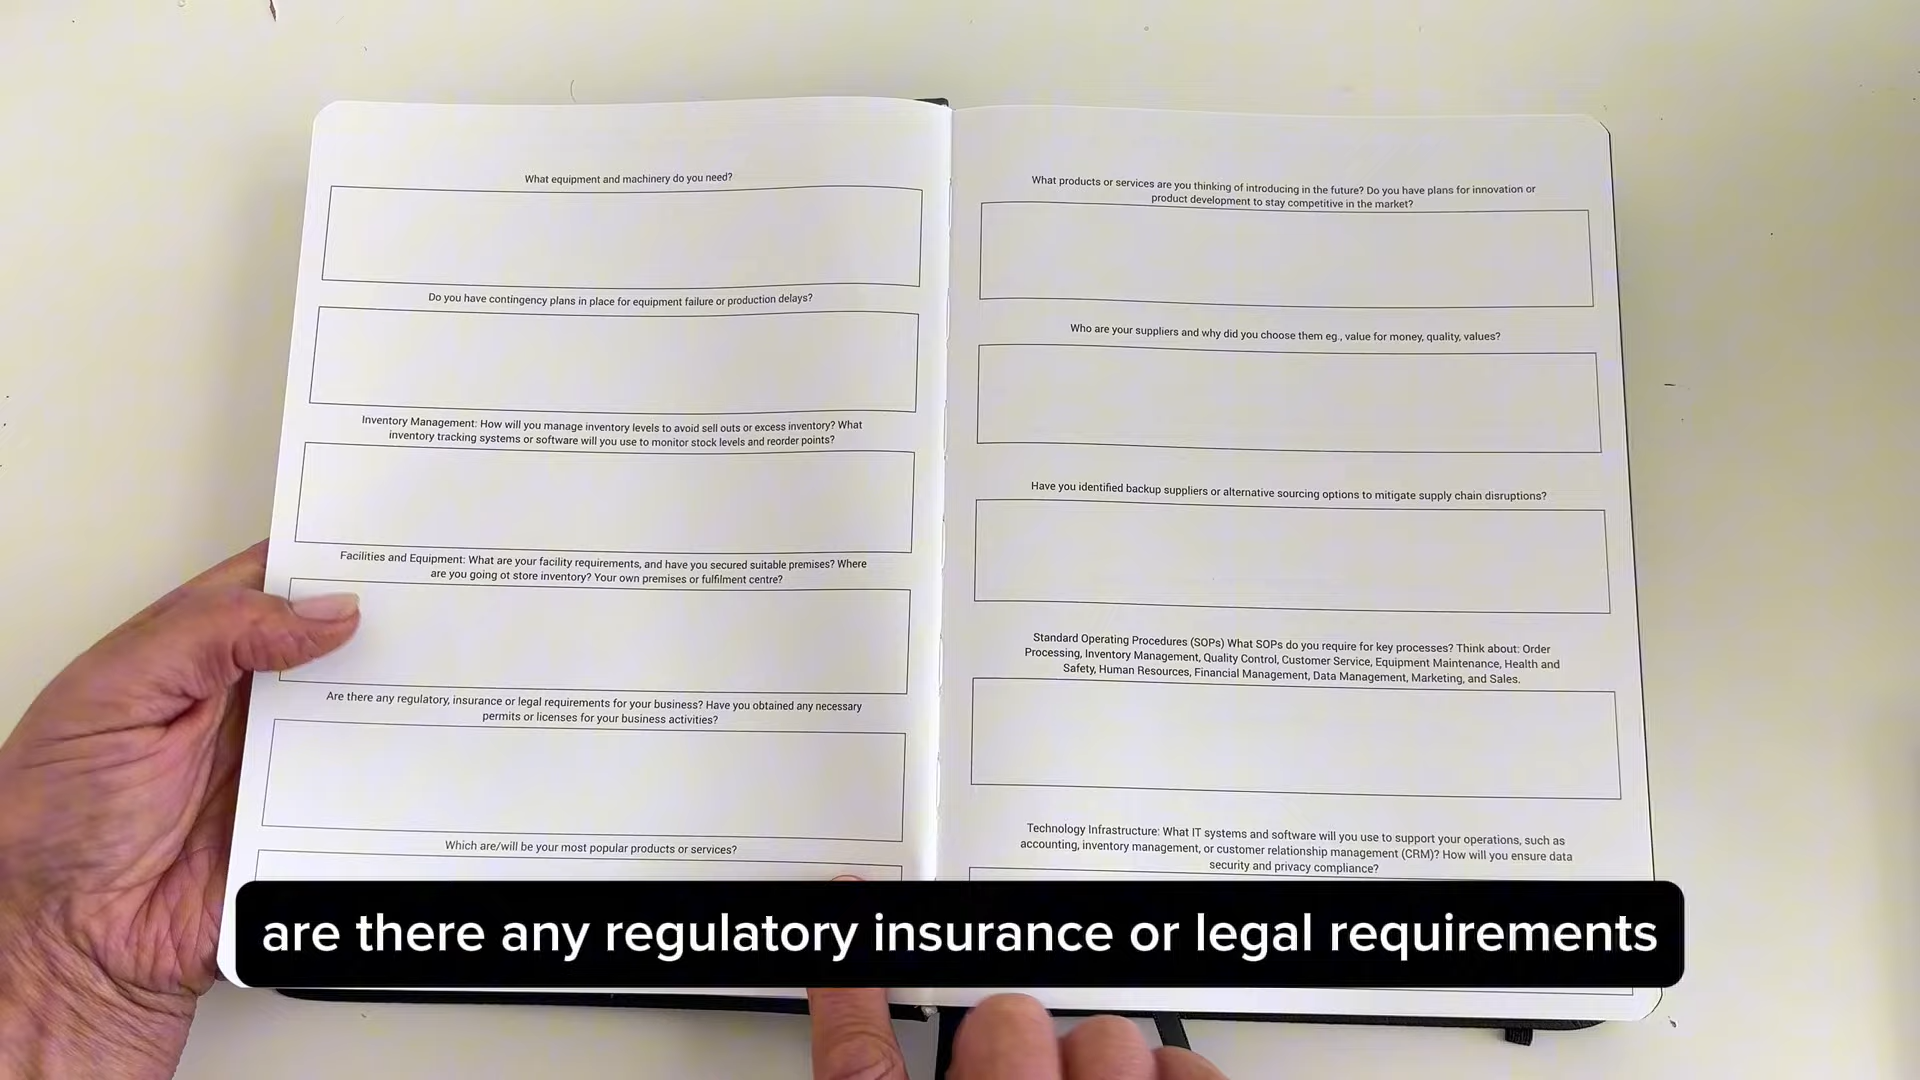 What equipment and machinery do you need?
Do you have contingency plans in place for equipment failure or production delays?
Inventory Management: How will you manage inventory levels to avoid sell outs or excess inventory? What
inventory tracking systems or software will you use to monitor stock levels and reorder points?
Facilities and Equipment: What are your facility requirements, and have you secured suitable premises? Where
are you going ot store inventory? Your own premises or fulfilment centre?
Are there any regulatory, insurance or legal requirements for your business? Have you obtained any necessary
permits or licenses for your business activities?
Which are/will be your most popular products or services?
What products or services are you thinking of introducing in the future? Do you have plans for innovation or
product development to stay competitive in the market?
Who are your suppliers and why did you choose them eg., value for money, quality, values?
Have you identified backup suppliers or alternative sourcing options to mitigate supply chain disruptions?
Standard Operating Procedures (SOPs) What SOPs do you require for key processes? Think about: Order
Processing, Inventory Management, Quality Control, Customer Service, Equipment Maintenance, Health and
Safety, Human Resources, Financial Management, Data Management, Marketing, and Sales.
Technology Infrastructure: What IT systems and software will you use to support your operations, such as
accounting, inventory management, or customer relationship management (CRM)? How will you ensure data
security and privacy compliance?
are there any regulatory insurance or legal requirements